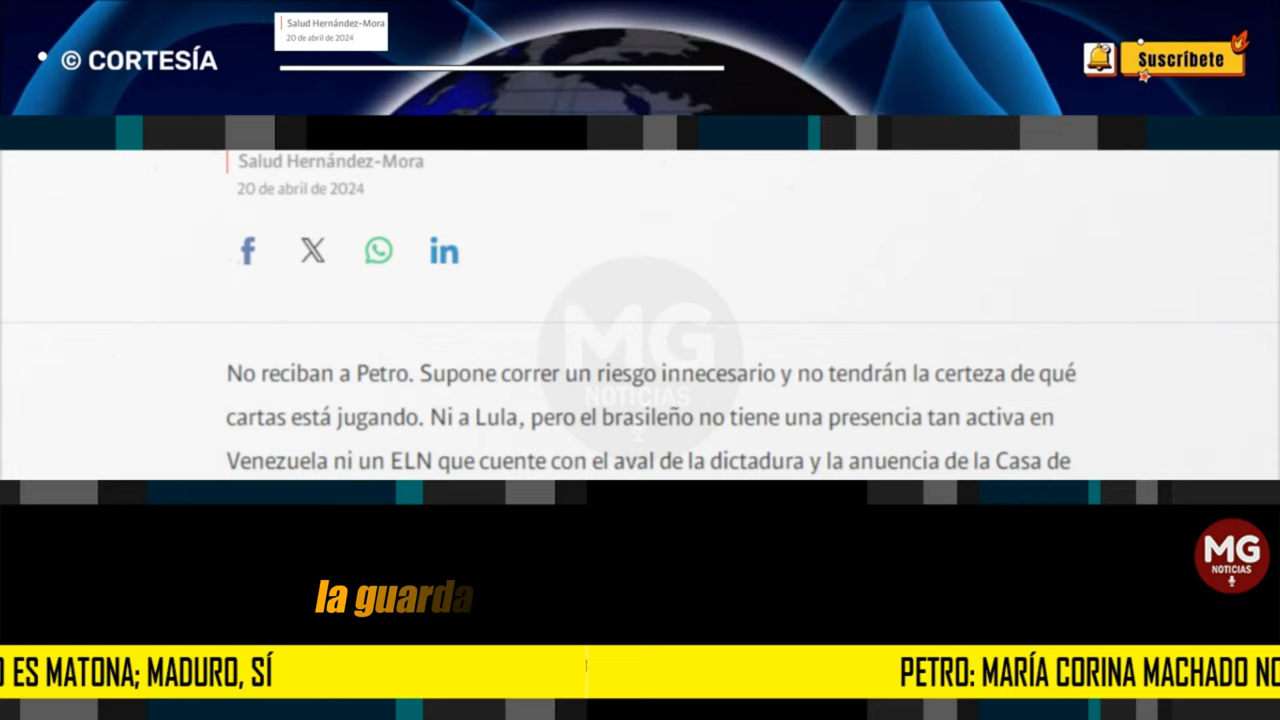 Salud Hernández-Mora
20 de abril de 2024
© CORTESÍA
Suscríbete
Salud Hernández-Mora
20 de abril de 2024
No reciban a Petro. Supone correr un riesgo innecesario y no tendrán la certeza de qué
cartas está jugando. Ni a Lula, pero el brasileño no tiene una presencia tan activa en
Venezuela ni un ELN que cuente con el aval de la dictadura y la anuencia de la Casa de
MG
NOTICIAS
MG
NOTICIAS
la guarda
O ES MATONA; MADURO, SÍ
PETRO: MARÍA CORINA MACHADO NO